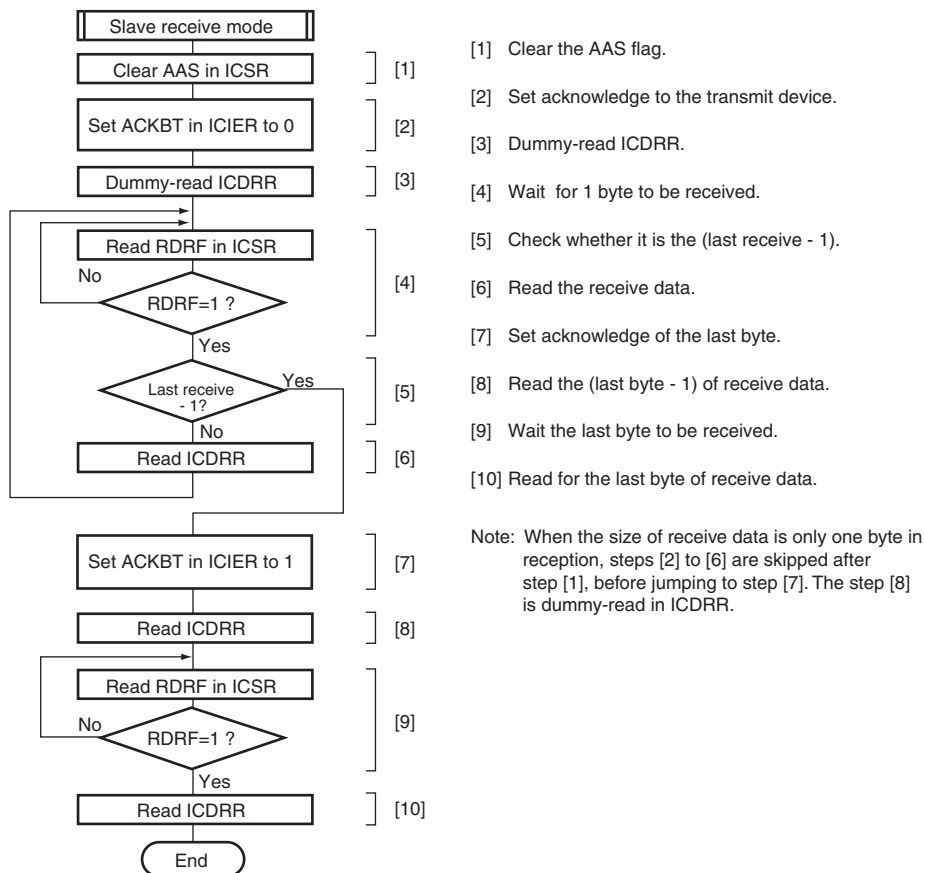 Slave receive mode
Clear AAS in ICSR
[1]
Set ACKBT in ICIER to 0
[2]
Dummy-read ICDRR
[3]
Read RDRF in ICSR
No
[4]
RDRF=1 ?
Yes
Last receive
- 1?
Yes
[5]
No
Read ICDRR
[6]
Set ACKBT in ICIER to 1
[7]
Read ICDRR
[8]
Read RDRF in ICSR
No
[9]
RDRF=1 ?
Yes
Read ICDRR
[10]
End
[1] Clear the AAS flag.
[2] Set acknowledge to the transmit device.
[3] Dummy-read ICDRR.
[4] Wait for 1 byte to be received.
[5] Check whether it is the (last receive - 1).
[6] Read the receive data.
[7] Set acknowledge of the last byte.
[8] Read the (last byte - 1) of receive data.
[9] Wait the last byte to be received.
[10] Read for the last byte of receive data.
Note: When the size of receive data is only one byte in
reception, steps [2] to [6] are skipped after
step [1], before jumping to step [7]. The step [8]
is dummy-read in ICDRR.